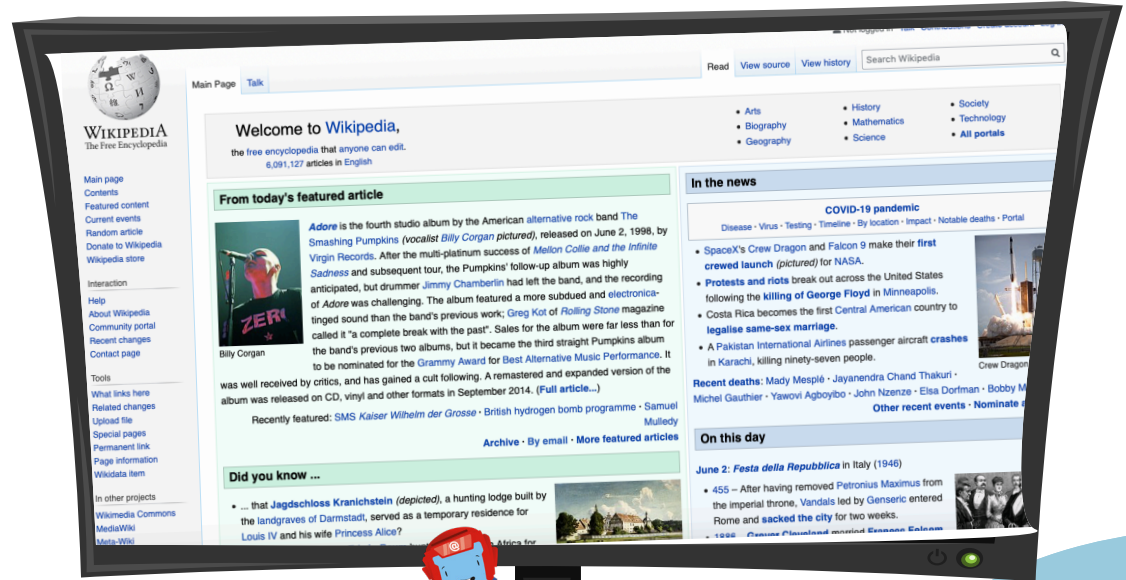 Not logged in Talk Contributions Create account Log
Main Page Talk
Read View source View history Search Wikipedia
WIKIPEDIA
The Free Encyclopedia
Main page
Contents
Featured content
Current events
Random article
Donate to Wikipedia
Wikipedia store
Interaction
Help
About Wikipedia
Community portal
Recent changes
Contact page
Tools
What links here
Related changes
Upload file
Special pages
Permanent link
Page information
Wikidata item
In other projects
Wikimedia Commons
MediaWiki
Meta-Wiki
Welcome to Wikipedia,
the free encyclopedia that anyone can edit.
6,091,127 articles in English
• Arts
• Biography
• Geography
• History
• Mathematics
• Science
• Society
• Technology
• All portals
From today's featured article
Adore is the fourth studio album by the American alternative rock band The
Smashing Pumpkins (vocalist Billy Corgan pictured), released on June 2, 1998, by
Virgin Records. After the multi-platinum success of Mellon Collie and the Infinite
Sadness and subsequent tour, the Pumpkins' follow-up album was highly
anticipated, but drummer Jimmy Chamberlin had left the band, and the recording
of Adore was challenging. The album featured a more subdued and electronica-
tinged sound than the band's previous work; Greg Kot of Rolling Stone magazine
called it "a complete break with the past". Sales for the album were far less than for
the band's previous two albums, but it became the third straight Pumpkins album
to be nominated for the Grammy Award for Best Alternative Music Performance. It
was well received by critics, and has gained a cult following. A remastered and expanded version of the
album was released on CD, vinyl and other formats in September 2014. (Full article...)
ZERO
Billy Corgan
Recently featured: SMS Kaiser Wilhelm der Grosse · British hydrogen bomb programme · Samuel
Mulledy
Archive · By email · More featured articles
Did you know ...
• ... that Jagdschloss Kranichstein (depicted), a hunting lodge built by
the landgraves of Darmstadt, served as a temporary residence for
Louis IV and his wife Princess Alice?
Africa for
@
In the news
COVID-19 pandemic
Disease · Virus · Testing · Timeline · By location · Impact · Notable deaths · Portal
• SpaceX's Crew Dragon and Falcon 9 make their first
crewed launch (pictured) for NASA.
• Protests and riots break out across the United States
following the killing of George Floyd in Minneapolis.
• Costa Rica becomes the first Central American country to
legalise same-sex marriage.
• A Pakistan International Airlines passenger aircraft crashes
in Karachi, killing ninety-seven people.
Crew Dragon
Recent deaths: Mady Mesplé · Jayanendra Chand Thakuri ·
Michel Gauthier · Yawovi Agboyibo · John Nzenze · Elsa Dorfman · Bobby M
Other recent events · Nominate a
On this day
June 2: Festa della Repubblica in Italy (1946)
• 455 – After having removed Petronius Maximus from
the imperial throne, Vandals led by Genseric entered
Rome and sacked the city for two weeks.
• 1886 Grover Cleveland married Frances Folsom